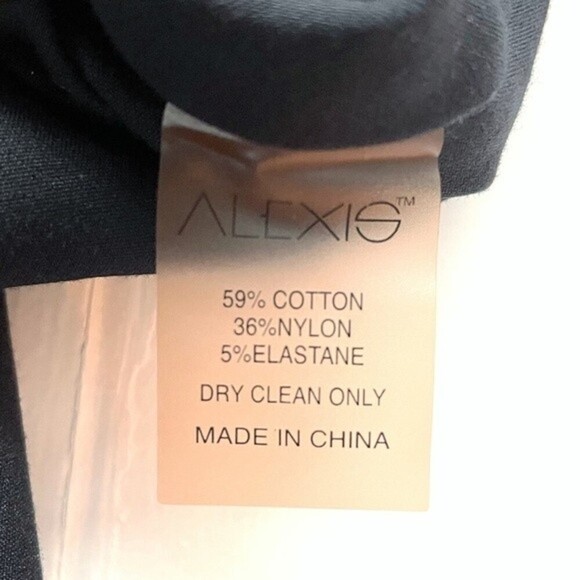 ALEXIS™
59% COTTON
36%NYLON
5%ELASTANE
DRY CLEAN ONLY
MADE IN CHINA